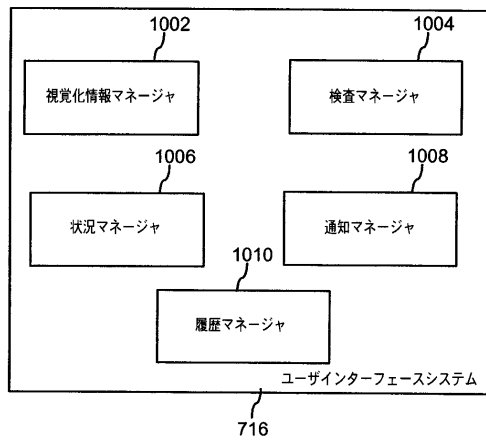 1002
1004
視覚化情報マネージャ
検査マネージャ
1006
1008
状況マネージャ
通知マネージャ
1010
履歴マネージャ
ユーザインターフェースシステム
716